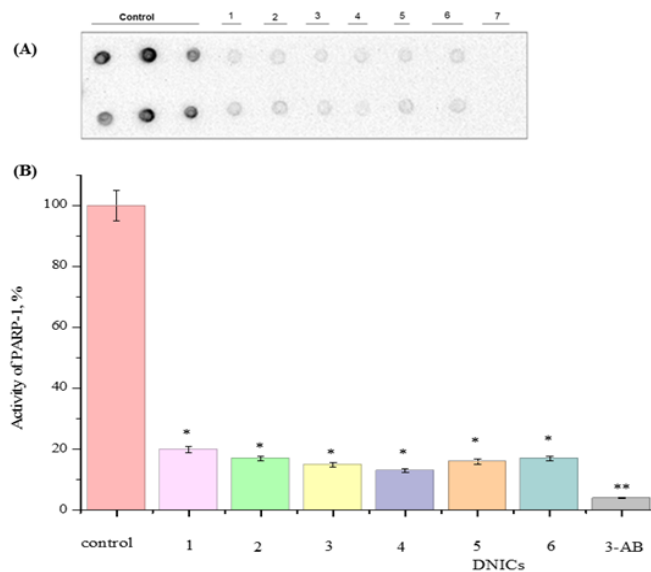 Control 1 2 3 4 5 6 7
(A)
(B)
Activity of PARP-1, %
100
80
60
40
20
0
* * * * * * **
control 1 2 3 4 5 6 3-AB
DNICs